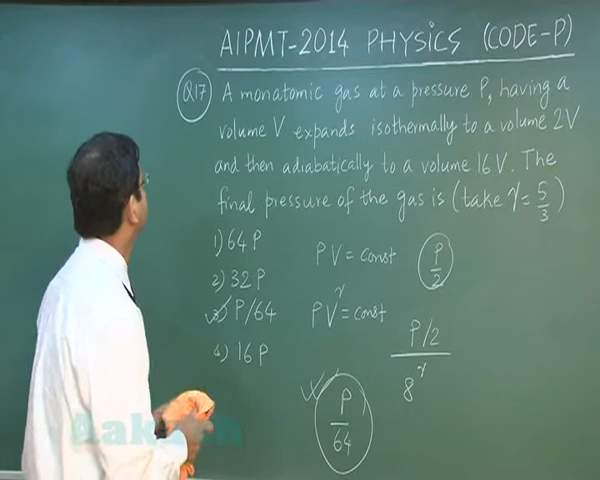 AIPMT-2014 PHYSICS (CODE-P)
Q17 A monatomic gas at a pressure P, having a
volume V expands isothermally to a volume 2V
and then adiabatically to a volume 16V. The
final pressure of the gas is (take γ = 5/3)
1) 64 P
2) 32 P
3) P/64
4) 16 P
PV = const
P/2
PV^γ = const
P/2
8^γ
P/64
Aakash